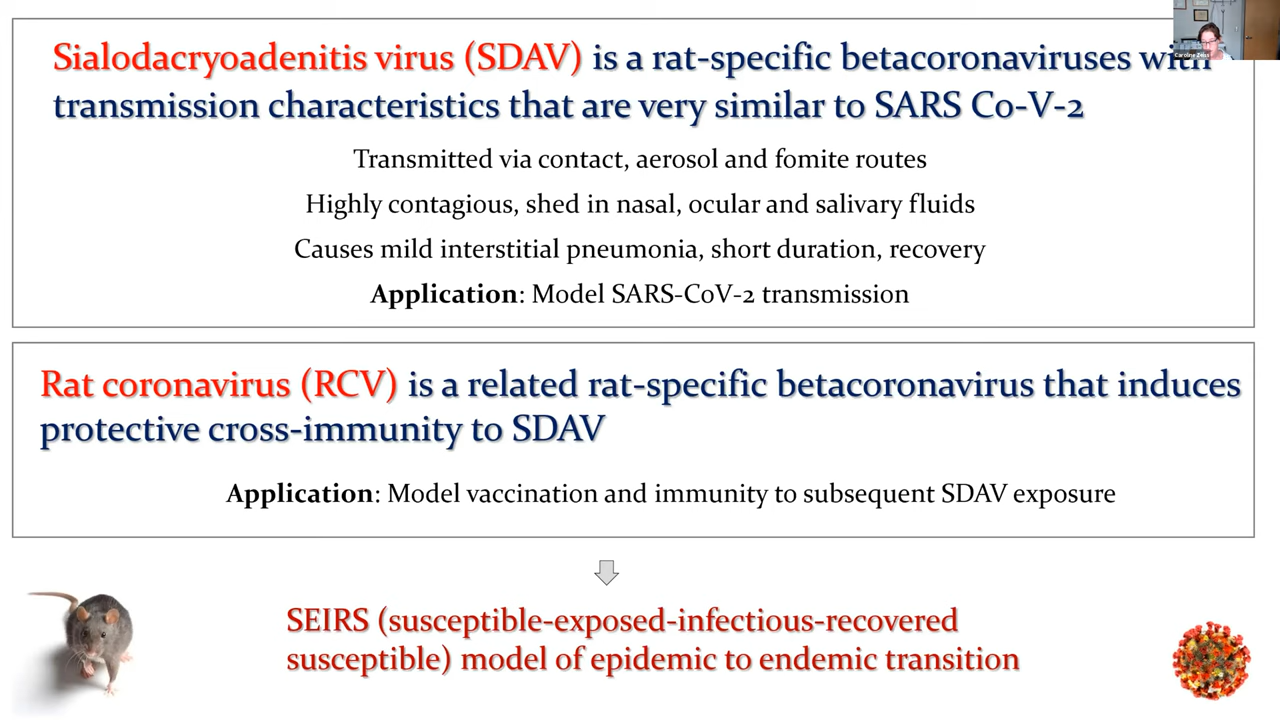 Sialodacryoadenitis virus (SDAV) is a rat-specific betacoronaviruses with
transmission characteristics that are very similar to SARS Co-V-2
Transmitted via contact, aerosol and fomite routes
Highly contagious, shed in nasal, ocular and salivary fluids
Causes mild interstitial pneumonia, short duration, recovery
Application: Model SARS-CoV-2 transmission
Rat coronavirus (RCV) is a related rat-specific betacoronavirus that induces
protective cross-immunity to SDAV
Application: Model vaccination and immunity to subsequent SDAV exposure
SEIRS (susceptible-exposed-infectious-recovered
susceptible) model of epidemic to endemic transition
Caroline Zeiss